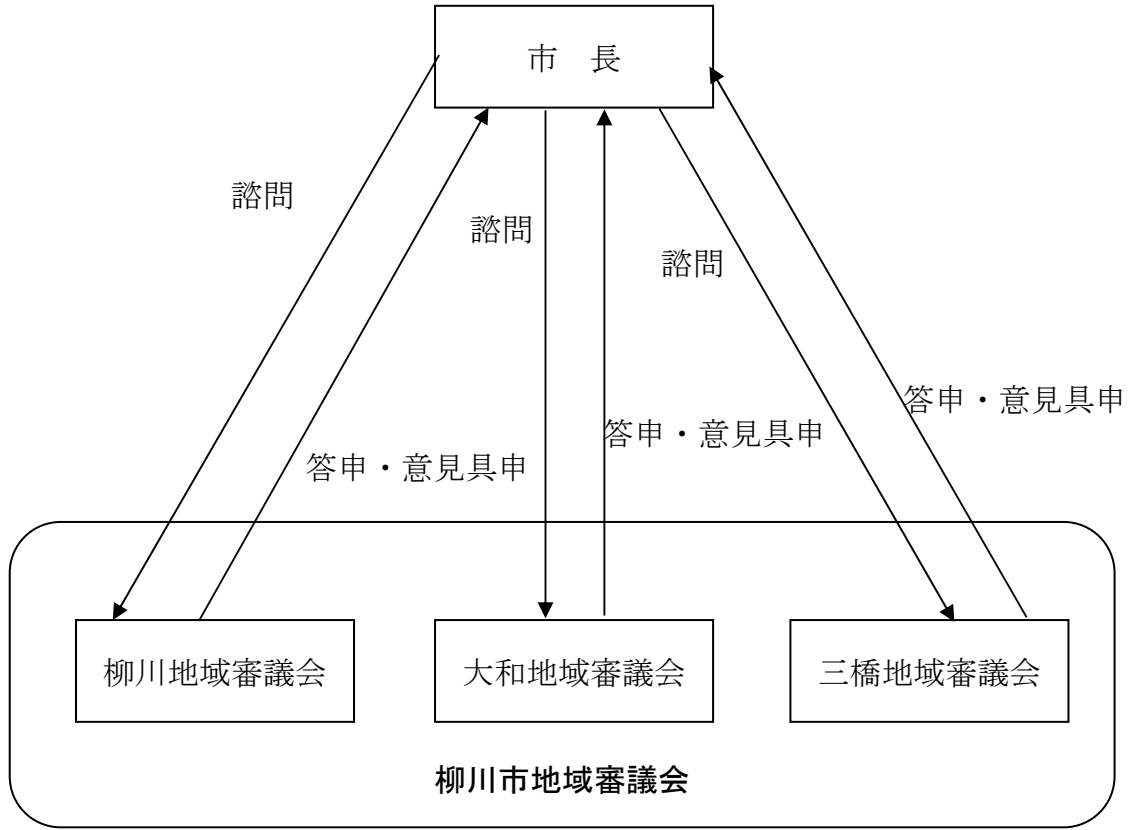 市　長
諮問
諮問
諮問
答申・意見具申
答申・意見具申
答申・意見具申
柳川地域審議会
大和地域審議会
三橋地域審議会
柳川市地域審議会